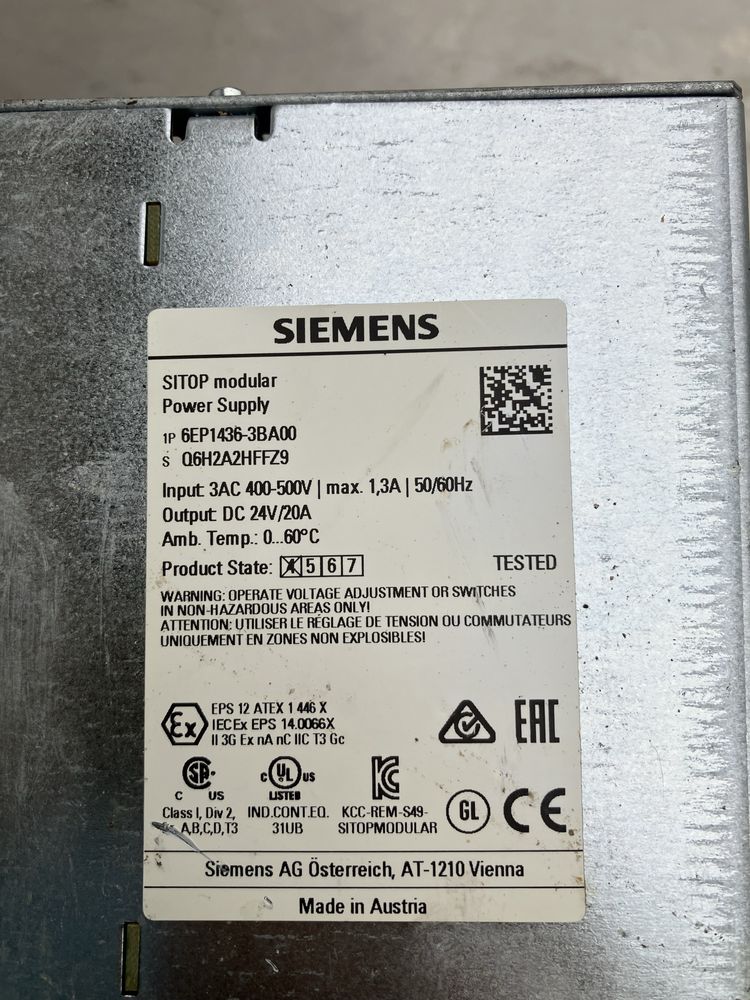 SIEMENS
SITOP modular
Power Supply
1P 6EP1436-3BA00
S Q6H2A2HFFZ9
Input: 3AC 400-500V | max. 1,3A | 50/60Hz
Output: DC 24V/20A
Amb. Temp.: 0...60°C
Product State: X 5 6 7 TESTED
WARNING: OPERATE VOLTAGE ADJUSTMENT OR SWITCHES
IN NON-HAZARDOUS AREAS ONLY!
ATTENTION: UTILISER LE RÉGLAGE DE TENSION OU COMMUTATEURS
UNIQUEMENT EN ZONES NON EXPLOSIBLES!
Ex
EPS 12 ATEX 1 446 X
IECEx EPS 14.0066X
II 3G Ex nA nC IIC T3 Gc
EAC
SA
C US
Class I, Div 2,
A,B,C,D,T3
C UL US
LISTED
IND.CONT.EQ.
31UB
KCC-REM-S49-
SITOPMODULAR
GL
CE
Siemens AG Österreich, AT-1210 Vienna
Made in Austria